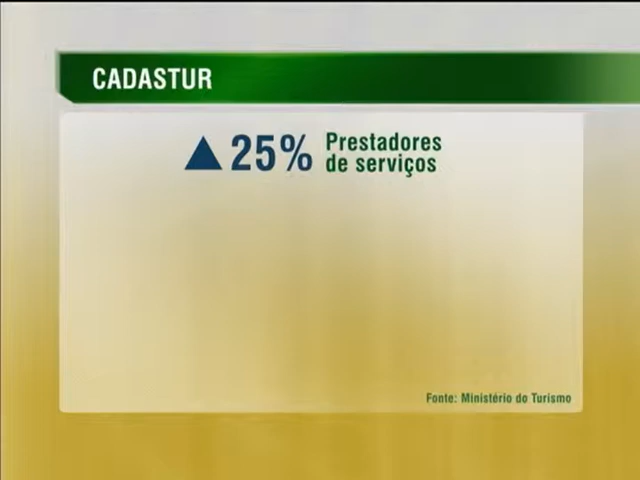 CADASTUR
25%
Prestadores
de serviços
Fonte: Ministério do Turismo